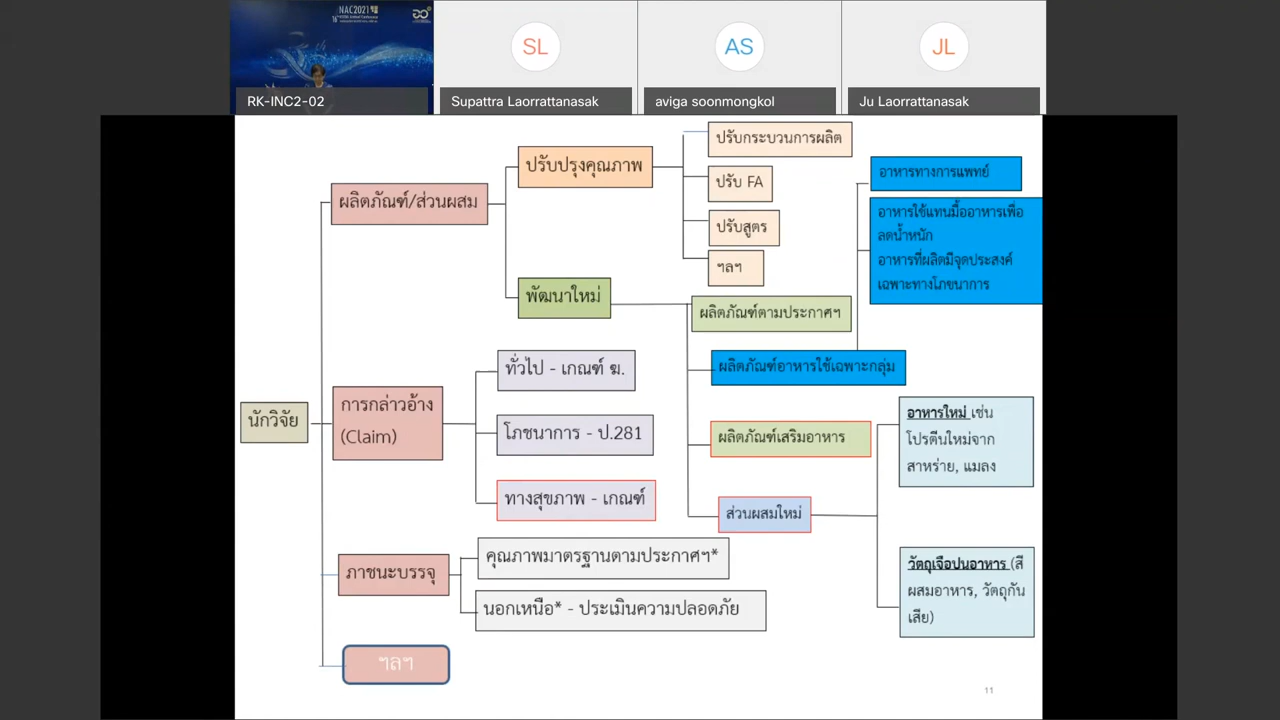 NAC2021
RK-INC2-02
SL
Supattra Laorrattanasak
AS
aviga soonmongkol
JL
Ju Laorrattanasak
นักวิจัย
ผลิตภัณฑ์/ส่วนผสม
ปรับปรุงคุณภาพ
ปรับกระบวนการผลิต
ปรับ FA
ปรับสูตร
ฯลฯ
พัฒนาใหม่
ผลิตภัณฑ์ตามประกาศฯ
ผลิตภัณฑ์อาหารใช้เฉพาะกลุ่ม
อาหารทางการแพทย์
อาหารใช้แทนมื้ออาหารเพื่อ
ลดน้ำหนัก
อาหารที่ผลิตมีจุดประสงค์
เฉพาะทางโภชนาการ
ผลิตภัณฑ์เสริมอาหาร
ส่วนผสมใหม่
อาหารใหม่ เช่น
โปรตีนใหม่จาก
สาหร่าย, แมลง
วัตถุเจือปนอาหาร (สี
ผสมอาหาร, วัตถุกัน
เสีย)
การกล่าวอ้าง
(Claim)
ทั่วไป - เกณฑ์ ฆ.
โภชนาการ - ป.281
ทางสุขภาพ - เกณฑ์
ภาชนะบรรจุ
คุณภาพมาตรฐานตามประกาศฯ*
นอกเหนือ* - ประเมินความปลอดภัย
ฯลฯ
11